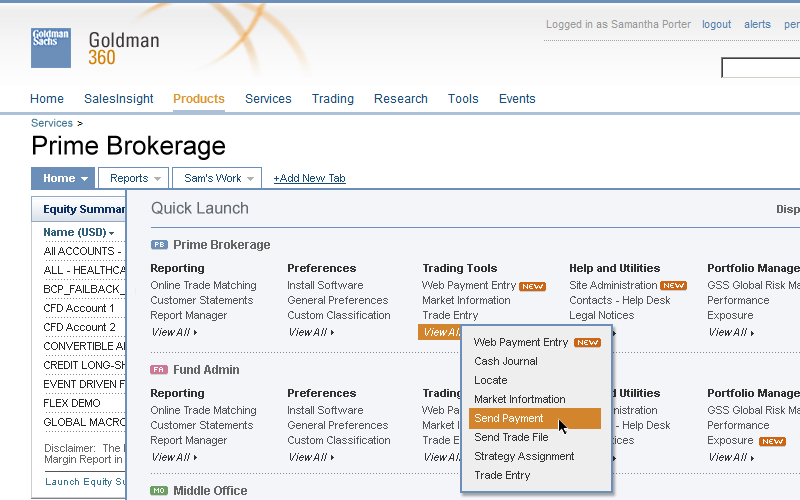 Goldman
Sachs
Goldman
360
Logged in as Samantha Porter logout alerts per
Home SalesInsight Products Services Trading Research Tools Events
Services >
Prime Brokerage
Home Reports Sam's Work +Add New Tab
Quick Launch Disp
Equity Summar
Name (USD)
All ACCOUNTS -
ALL - HEALTHCA
BCP_FAILBACK_
CFD Account 1
CFD Account 2
CONVERTIBLE A
CREDIT LONG-S
EVENT DRIVEN F
FLEX DEMO
GLOBAL MACRO
Disclaimer: The
Margin Report in
Launch Equity Su
PB Prime Brokerage
Reporting
Online Trade Matching
Customer Statements
Report Manager
View All
Preferences
Install Software
General Preferences
Custom Classification
View All
Trading Tools
Web Payment Entry NEW
Market Information
Trade Entry
View All
Help and Utilities
Site Administration NEW
Contacts - Help Desk
Legal Notices
Portfolio Manage
GSS Global Risk Ma
Performance
Exposure
View All
Web Payment Entry NEW
Cash Journal
Locate
Market Infortmation
Send Payment
Send Trade File
Strategy Assignment
Trade Entry
FA Fund Admin
Reporting
Online Trade Matching
Customer Statements
Report Manager
View All
Preferences
Install Software
General Preferences
Custom Classification
View All
Trading
Web Pa
Market I
Trade E
View All
Utilities
nistration
Help Desk
ices
Portfolio Manage
GSS Global Risk Ma
Performance
Exposure NEW
View All
MO Middle Office